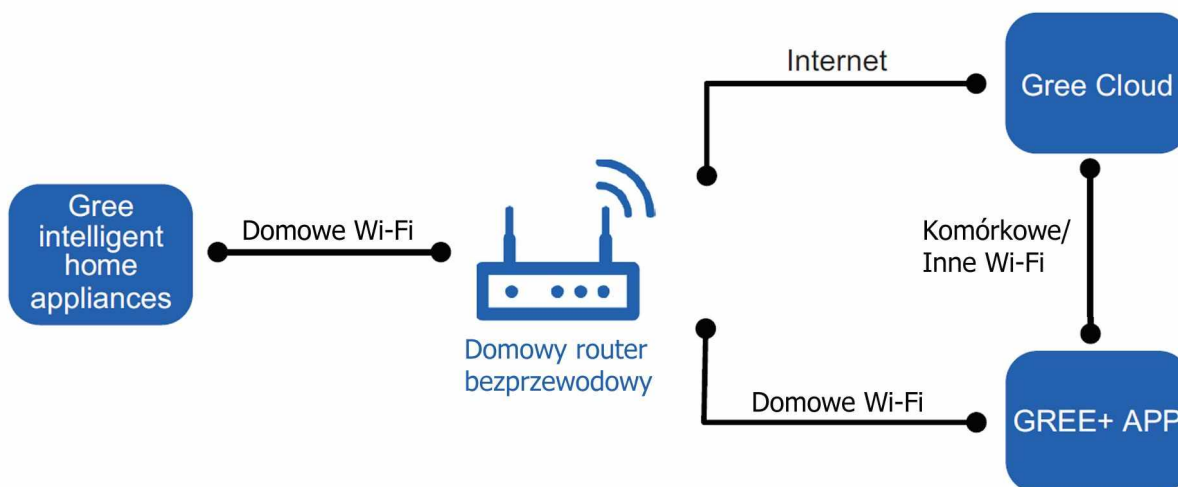 Gree
intelligent
home
appliances
Domowe Wi-Fi
Domowy router
bezprzewodowy
Internet
Gree Cloud
Komórkowe/
Inne Wi-Fi
Domowe Wi-Fi
GREE+ APP